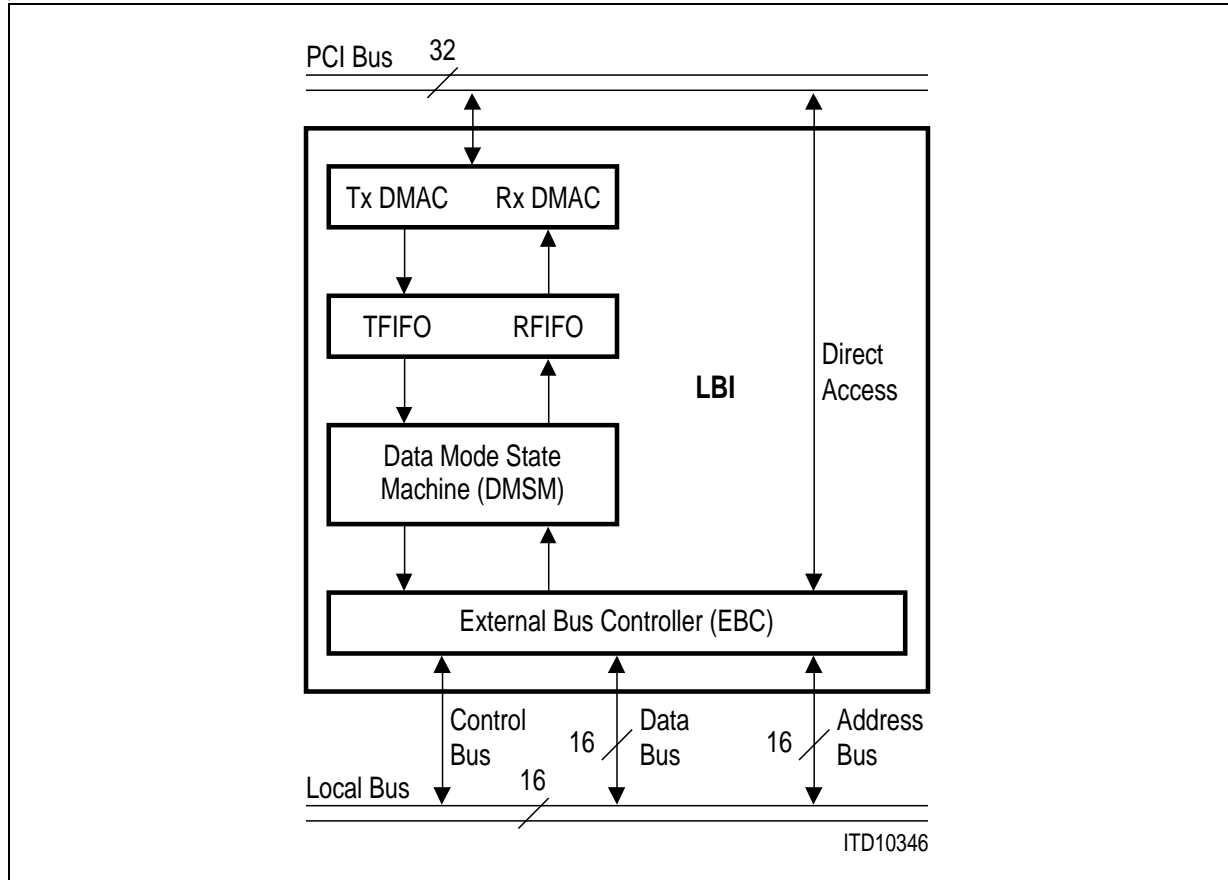 PCI Bus 32
Tx DMAC Rx DMAC
TFIFO RFIFO
LBI
Direct
Access
Data Mode State
Machine (DMSM)
External Bus Controller (EBC)
Control
Bus
16
Data
Bus
16
Address
Bus
Local Bus 16
ITD10346